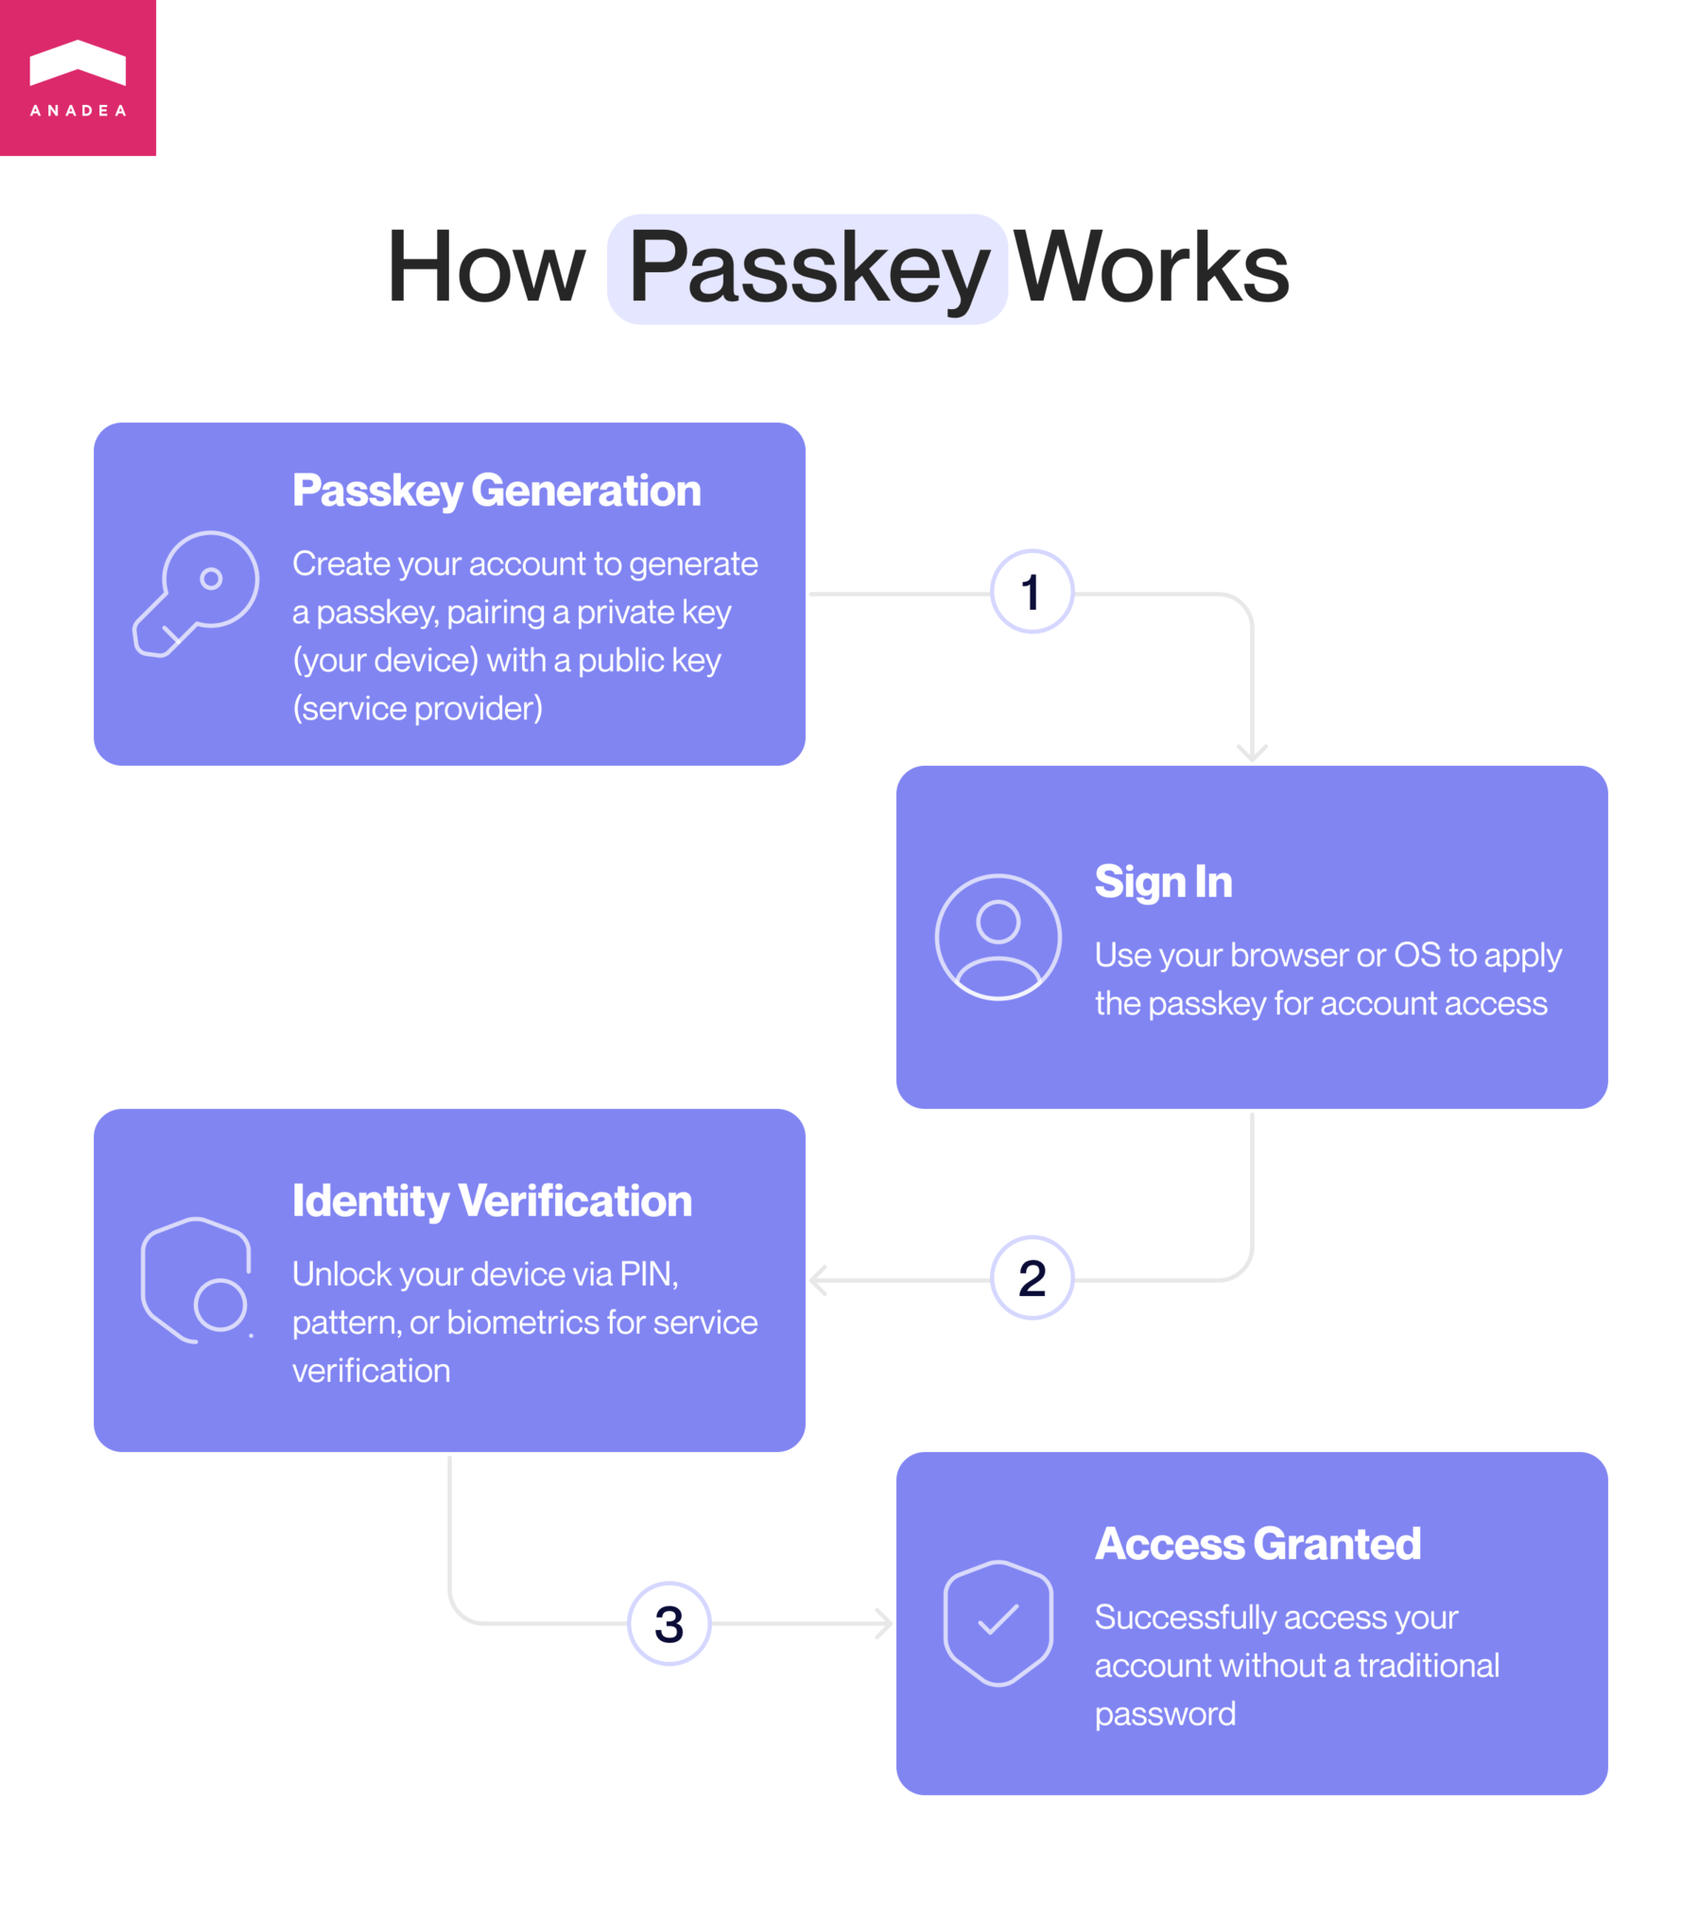 ANADEA
How Passkey Works
Passkey Generation
Create your account to generate
a passkey, pairing a private key
(your device) with a public key
(service provider)
1
Sign In
Use your browser or OS to apply
the passkey for account access
Identity Verification
Unlock your device via PIN,
pattern, or biometrics for service
verification
2
Access Granted
Successfully access your
account without a traditional
password
3